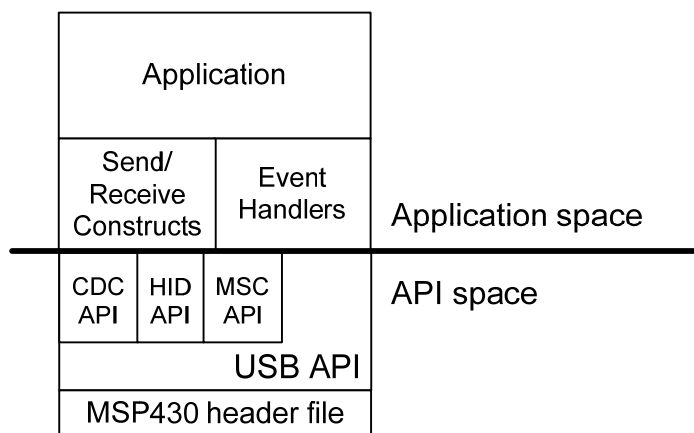 Application
Send/
Receive
Constructs
Event
Handlers
Application space
CDC
API
HID
API
MSC
API
API space
USB API
MSP430 header file